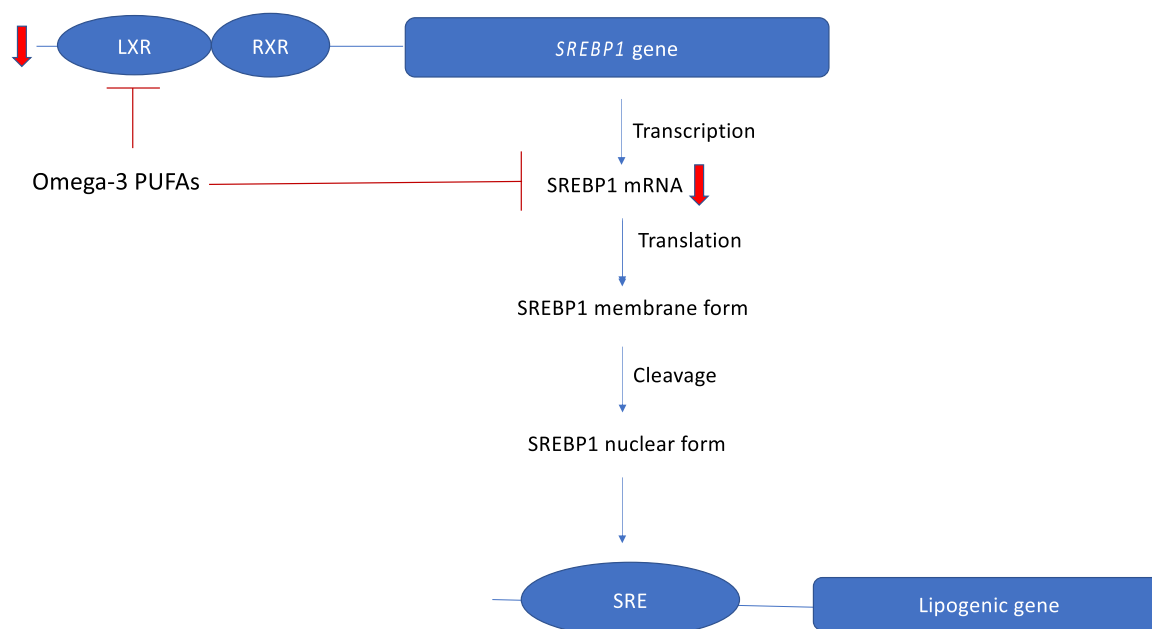 LXR
RXR
SREBP1 gene
Transcription
Omega-3 PUFAs
SREBP1 mRNA
Translation
SREBP1 membrane form
Cleavage
SREBP1 nuclear form
SRE
Lipogenic gene